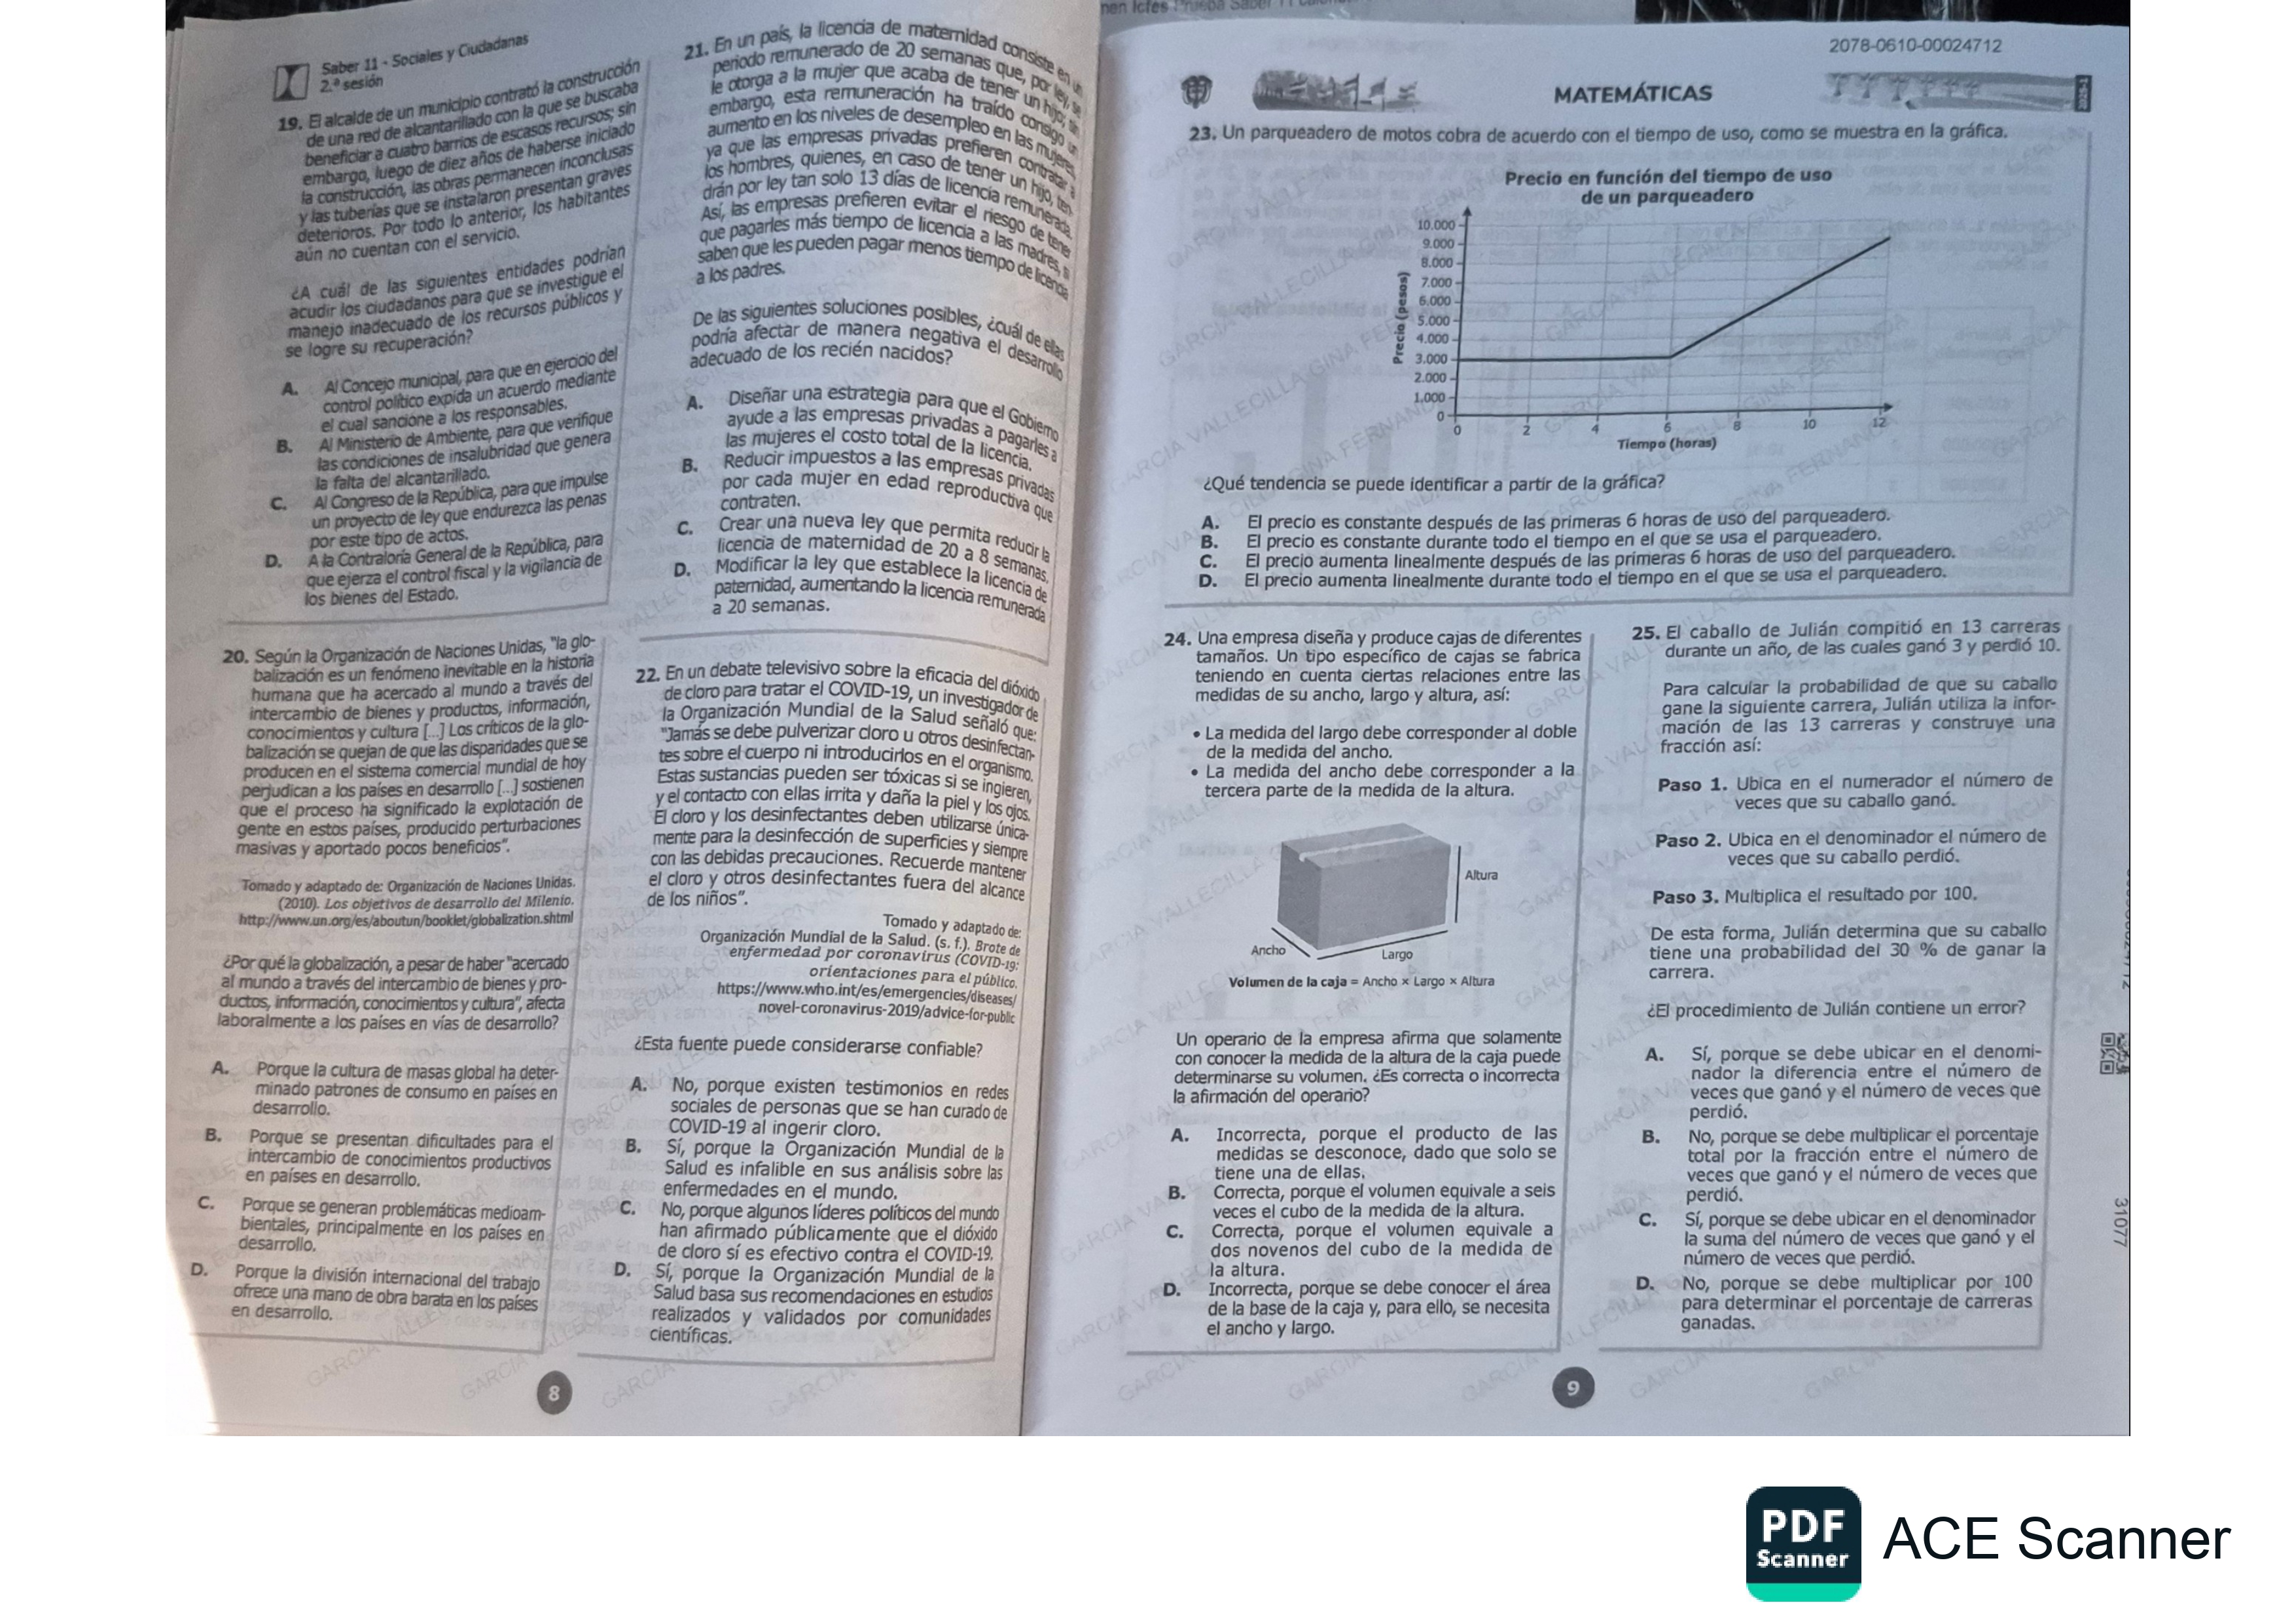 Saber 11 - Sociales y Ciudadanas
2.ª sesión
19. El alcalde de un municipio contrató la construcción
de una red de alcantarillado con la que se buscaba
beneficiar a cuatro barrios de escasos recursos; sin
embargo, luego de diez años de haberse iniciado
la construcción, las obras permanecen inconclusas
y las tuberías que se instalaron presentan graves
deterioros. Por todo lo anterior, los habitantes
aún no cuentan con el servicio.
¿A cuál de las siguientes entidades podrían
acudir los ciudadanos para que se investigue el
manejo inadecuado de los recursos públicos y
se logre su recuperación?
A. Al Concejo municipal, para que en ejercicio del
control político expida un acuerdo mediante
el cual sancione a los responsables.
B. Al Ministerio de Ambiente, para que verifique
las condiciones de insalubridad que genera
la falta del alcantarillado.
C. Al Congreso de la República, para que impulse
un proyecto de ley que endurezca las penas
por este tipo de actos.
D. A la Contraloría General de la República, para
que ejerza el control fiscal y la vigilancia de
los bienes del Estado.
20. Según la Organización de Naciones Unidas, "la glo-
balización es un fenómeno inevitable en la historia
humana que ha acercado al mundo a través del
intercambio de bienes y productos, información,
conocimientos y cultura [...] Los críticos de la glo-
balización se quejan de que las disparidades que se
producen en el sistema comercial mundial de hoy
perjudican a los países en desarrollo [...] sostienen
que el proceso ha significado la explotación de
gente en estos países, producido perturbaciones
masivas y aportado pocos beneficios".
Tomado y adaptado de: Organización de Naciones Unidas.
(2010). Los objetivos de desarrollo del Milenio.
http://www.un.org/es/aboutun/booklet/globalization.shtml
¿Por qué la globalización, a pesar de haber "acercado
al mundo a través del intercambio de bienes y pro-
ductos, información, conocimientos y cultura", afecta
laboralmente a los países en vías de desarrollo?
A. Porque la cultura de masas global ha deter-
minado patrones de consumo en países en
desarrollo.
B. Porque se presentan dificultades para el
intercambio de conocimientos productivos
en países en desarrollo.
C. Porque se generan problemáticas medioam-
bientales, principalmente en los países en
desarrollo.
D. Porque la división internacional del trabajo
ofrece una mano de obra barata en los países
en desarrollo.
21. En un país, la licencia de maternidad consiste en un
periodo remunerado de 20 semanas que, por ley, se
le otorga a la mujer que acaba de tener un hijo; sin
embargo, esta remuneración ha traído consigo un
aumento en los niveles de desempleo en las mujeres,
ya que las empresas privadas prefieren contratar a
los hombres, quienes, en caso de tener un hijo, ten-
drán por ley tan solo 13 días de licencia remunerada.
Así, las empresas prefieren evitar el riesgo de tener
que pagarles más tiempo de licencia a las madres, si
saben que les pueden pagar menos tiempo de licencia
a los padres.
De las siguientes soluciones posibles, ¿cuál de ellas
podría afectar de manera negativa el desarrollo
adecuado de los recién nacidos?
A. Diseñar una estrategia para que el Gobierno
ayude a las empresas privadas a pagarles a
las mujeres el costo total de la licencia.
B. Reducir impuestos a las empresas privadas
por cada mujer en edad reproductiva que
contraten.
C. Crear una nueva ley que permita reducir la
licencia de maternidad de 20 a 8 semanas.
D. Modificar la ley que establece la licencia de
paternidad, aumentando la licencia remunerada
a 20 semanas.
22. En un debate televisivo sobre la eficacia del dióxido
de cloro para tratar el COVID-19, un investigador de
la Organización Mundial de la Salud señaló que:
"Jamás se debe pulverizar cloro u otros desinfectan-
tes sobre el cuerpo ni introducirlos en el organismo.
Estas sustancias pueden ser tóxicas si se ingieren,
y el contacto con ellas irrita y daña la piel y los ojos.
El cloro y los desinfectantes deben utilizarse única-
mente para la desinfección de superficies y siempre
con las debidas precauciones. Recuerde mantener
el cloro y otros desinfectantes fuera del alcance
de los niños".
Tomado y adaptado de:
Organización Mundial de la Salud. (s. f.). Brote de
enfermedad por coronavirus (COVID-19:
orientaciones para el público.
https://www.who.int/es/emergencies/diseases/
novel-coronavirus-2019/advice-for-public
¿Esta fuente puede considerarse confiable?
A. No, porque existen testimonios en redes
sociales de personas que se han curado de
COVID-19 al ingerir cloro.
B. Sí, porque la Organización Mundial de la
Salud es infalible en sus análisis sobre las
enfermedades en el mundo.
C. No, porque algunos líderes políticos del mundo
han afirmado públicamente que el dióxido
de cloro sí es efectivo contra el COVID-19.
D. Sí, porque la Organización Mundial de la
Salud basa sus recomendaciones en estudios
realizados y validados por comunidades
científicas.
8
2078-0610-00024712
MATEMÁTICAS
23. Un parqueadero de motos cobra de acuerdo con el tiempo de uso, como se muestra en la gráfica.
Precio en función del tiempo de uso
de un parqueadero
Precio (pesos)
10.000
9.000
8.000
7.000
6.000
5.000
4.000
3.000
2.000
1.000
0
0 2 4 6 8 10 12
Tiempo (horas)
¿Qué tendencia se puede identificar a partir de la gráfica?
A. El precio es constante después de las primeras 6 horas de uso del parqueadero.
B. El precio es constante durante todo el tiempo en el que se usa el parqueadero.
C. El precio aumenta linealmente después de las primeras 6 horas de uso del parqueadero.
D. El precio aumenta linealmente durante todo el tiempo en el que se usa el parqueadero.
24. Una empresa diseña y produce cajas de diferentes
tamaños. Un tipo específico de cajas se fabrica
teniendo en cuenta ciertas relaciones entre las
medidas de su ancho, largo y altura, así:
• La medida del largo debe corresponder al doble
de la medida del ancho.
• La medida del ancho debe corresponder a la
tercera parte de la medida de la altura.
Altura
Ancho
Largo
Volumen de la caja = Ancho × Largo × Altura
Un operario de la empresa afirma que solamente
con conocer la medida de la altura de la caja puede
determinarse su volumen. ¿Es correcta o incorrecta
la afirmación del operario?
A. Incorrecta, porque el producto de las
medidas se desconoce, dado que solo se
tiene una de ellas.
B. Correcta, porque el volumen equivale a seis
veces el cubo de la medida de la altura.
C. Correcta, porque el volumen equivale a
dos novenos del cubo de la medida de
la altura.
D. Incorrecta, porque se debe conocer el área
de la base de la caja y, para ello, se necesita
el ancho y largo.
25. El caballo de Julián compitió en 13 carreras
durante un año, de las cuales ganó 3 y perdió 10.
Para calcular la probabilidad de que su caballo
gane la siguiente carrera, Julián utiliza la infor-
mación de las 13 carreras y construye una
fracción así:
Paso 1. Ubica en el numerador el número de
veces que su caballo ganó.
Paso 2. Ubica en el denominador el número de
veces que su caballo perdió.
Paso 3. Multiplica el resultado por 100.
De esta forma, Julián determina que su caballo
tiene una probabilidad del 30 % de ganar la
carrera.
¿El procedimiento de Julián contiene un error?
A. Sí, porque se debe ubicar en el denomi-
nador la diferencia entre el número de
veces que ganó y el número de veces que
perdió.
B. No, porque se debe multiplicar el porcentaje
total por la fracción entre el número de
veces que ganó y el número de veces que
perdió.
C. Sí, porque se debe ubicar en el denominador
la suma del número de veces que ganó y el
número de veces que perdió.
D. No, porque se debe multiplicar por 100
para determinar el porcentaje de carreras
ganadas.
31077
9
GARCIA VALLECILLA GINA FERNANDA
PDF
Scanner
ACE Scanner